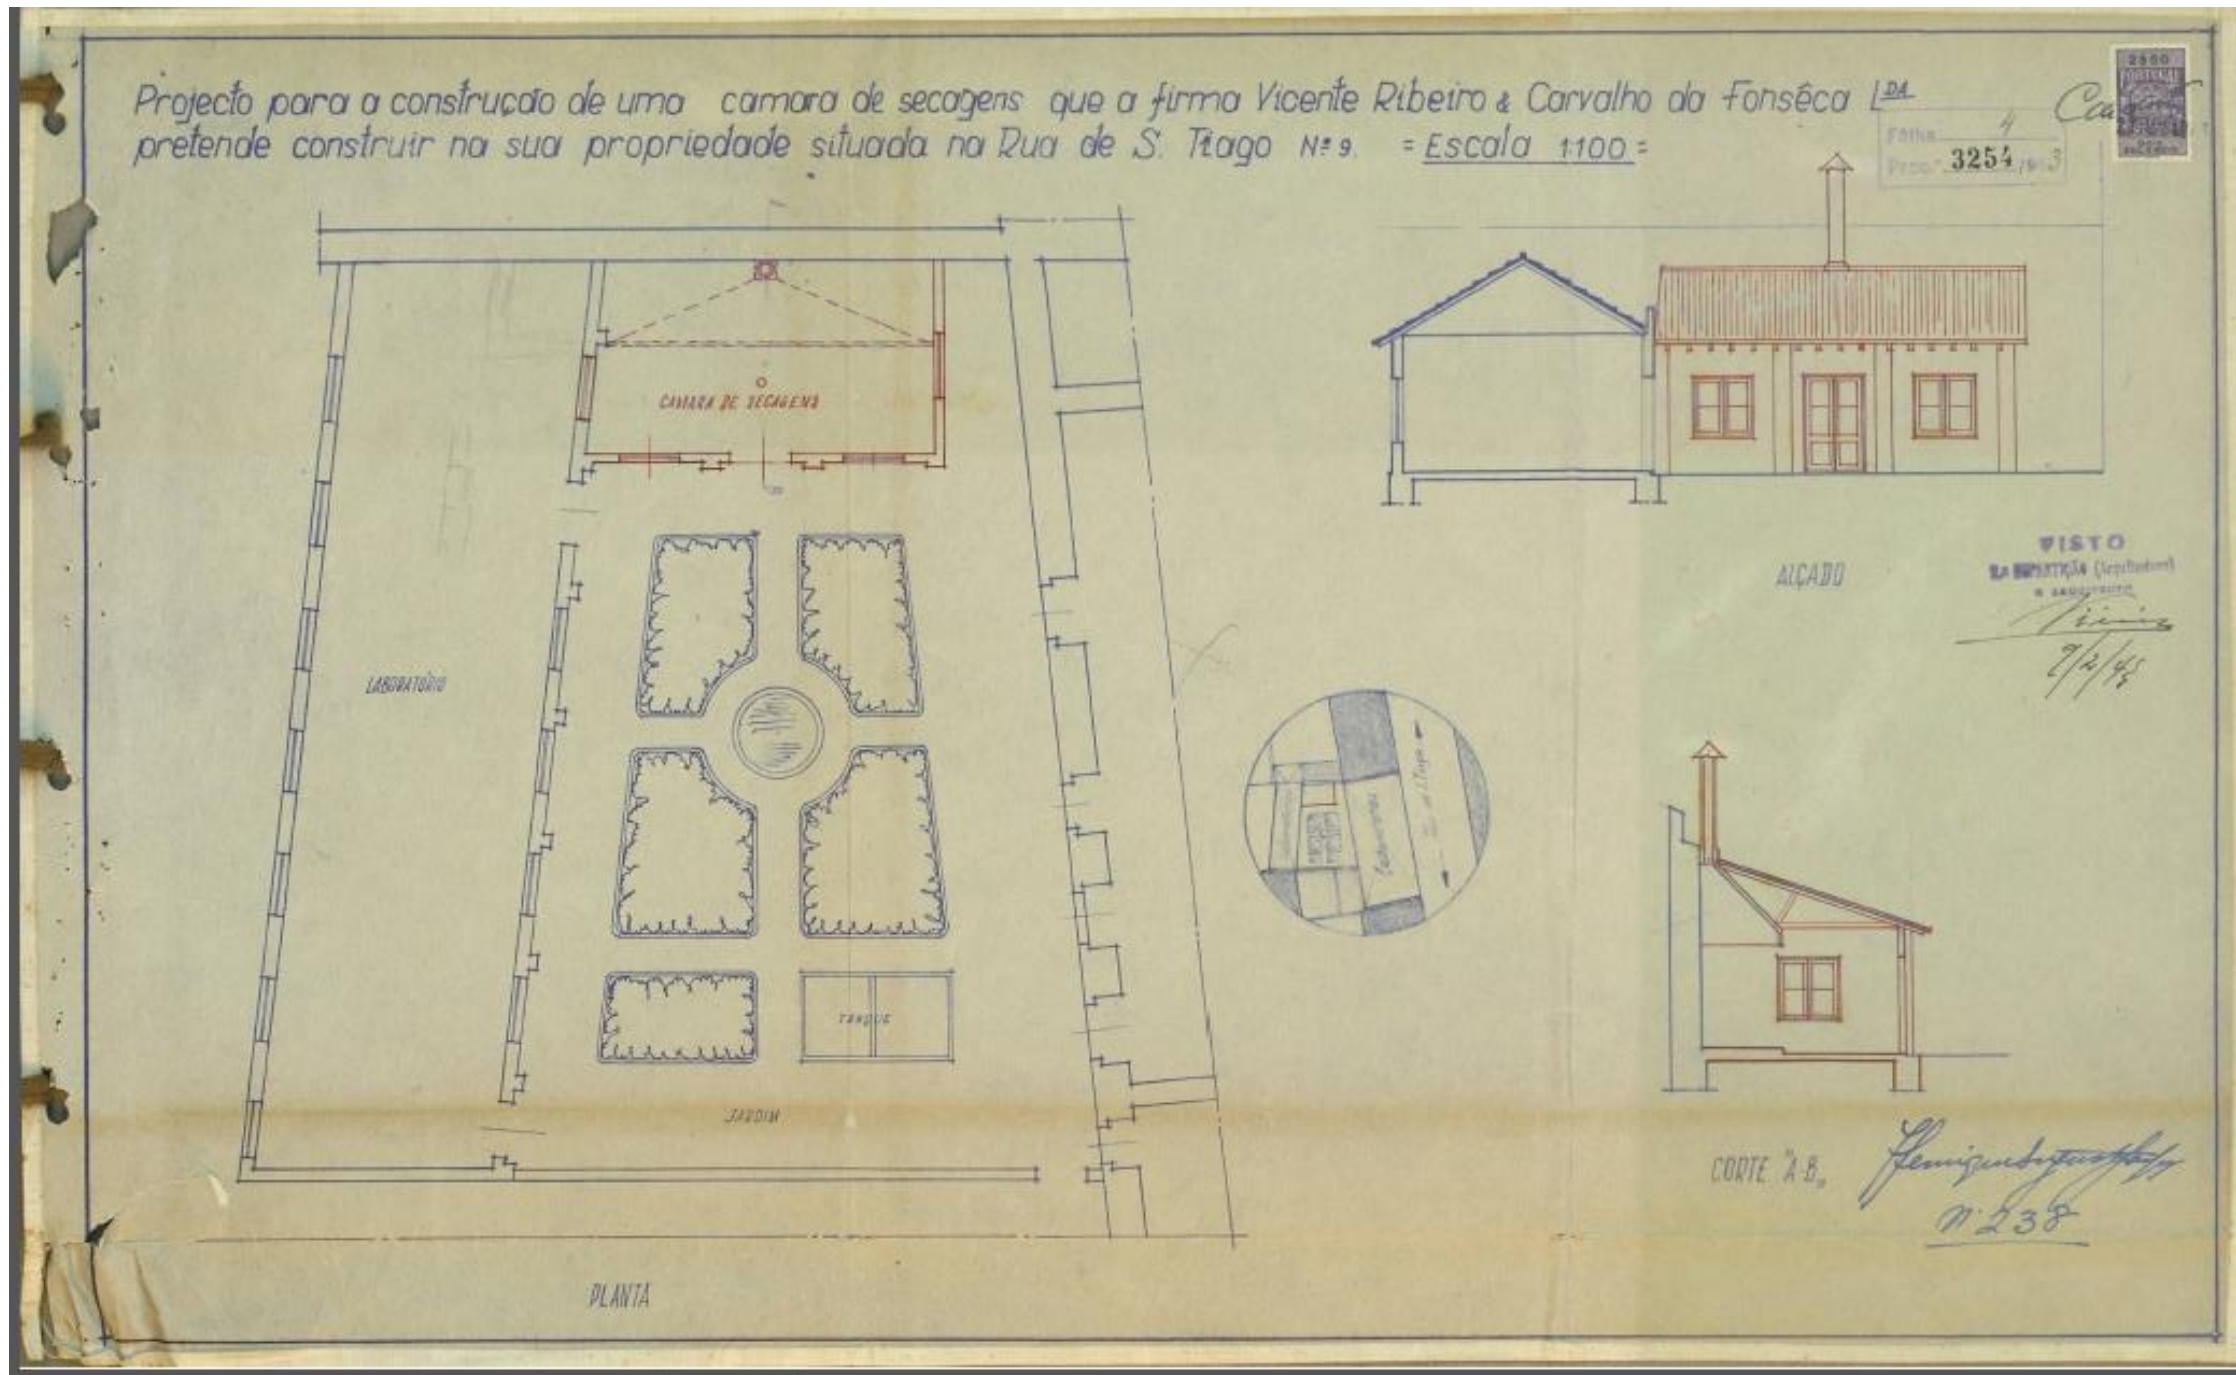 Projecto para a construção de uma camara de secagens que a firma Vicente Ribeiro & Carvalho da Fonsêca LDA
pretende construir na sua propriedade situada na Rua de S. Tiago Nº 9. = Escala 1:100 =
Folha 4
Proc.º 3254
PORTUGAL
CAMARA DE SECAGENS
LABORATÓRIO
TANQUE
JARDIM
PLANTA
ALÇADO
VISTO
9/2/45
CORTE "A-B"
Nº 238